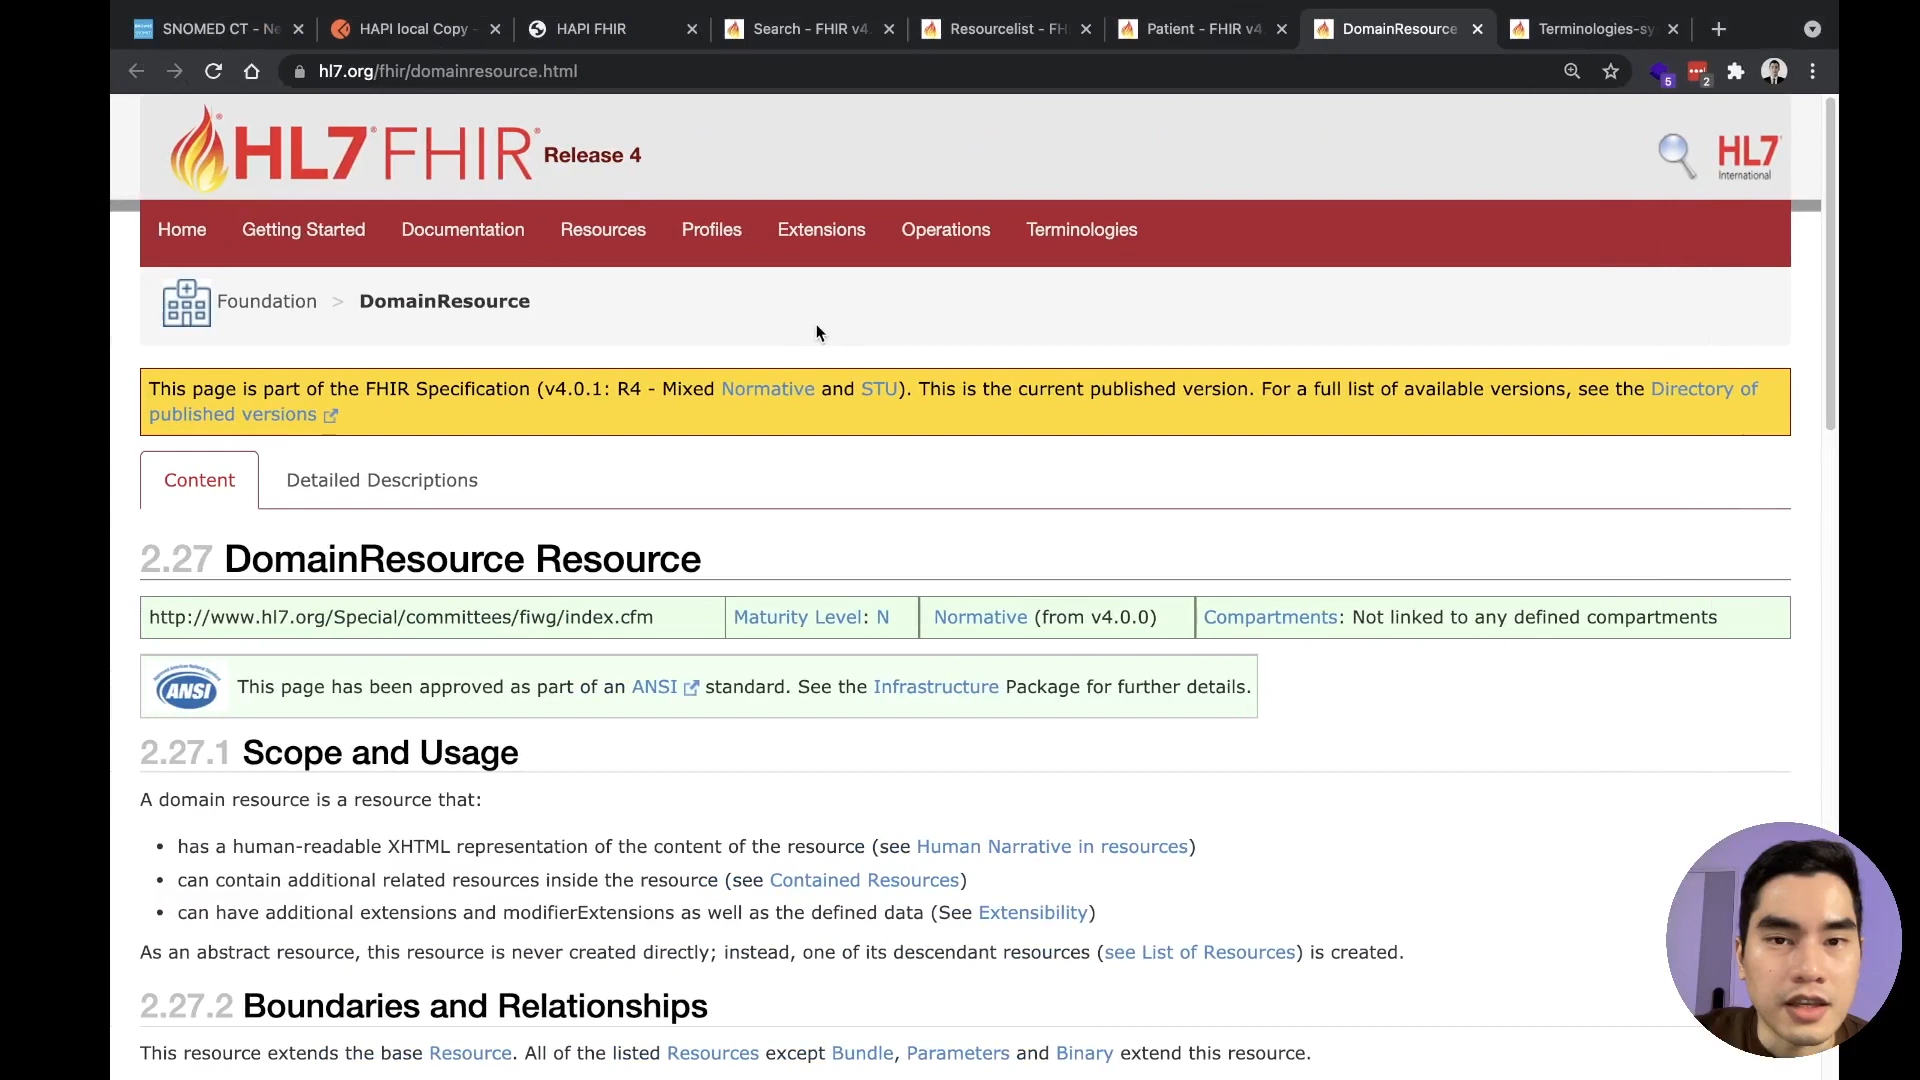 SNOMED CT - Ne
HAPI local Copy -
HAPI FHIR
Search - FHIR v4.
Resourcelist - FH
Patient - FHIR v4
DomainResource
Terminologies-sy
hl7.org/fhir/domainresource.html
5
2
HL7® FHIR® Release 4
HL7
International
Home Getting Started Documentation Resources Profiles Extensions Operations Terminologies
Foundation > DomainResource
This page is part of the FHIR Specification (v4.0.1: R4 - Mixed Normative and STU). This is the current published version. For a full list of available versions, see the Directory of
published versions
Content Detailed Descriptions
2.27 DomainResource Resource
http://www.hl7.org/Special/committees/fiwg/index.cfm Maturity Level: N Normative (from v4.0.0) Compartments: Not linked to any defined compartments
ANSI This page has been approved as part of an ANSI standard. See the Infrastructure Package for further details.
2.27.1 Scope and Usage
A domain resource is a resource that:
• has a human-readable XHTML representation of the content of the resource (see Human Narrative in resources)
• can contain additional related resources inside the resource (see Contained Resources)
• can have additional extensions and modifierExtensions as well as the defined data (See Extensibility)
As an abstract resource, this resource is never created directly; instead, one of its descendant resources (see List of Resources) is created.
2.27.2 Boundaries and Relationships
This resource extends the base Resource. All of the listed Resources except Bundle, Parameters and Binary extend this resource.